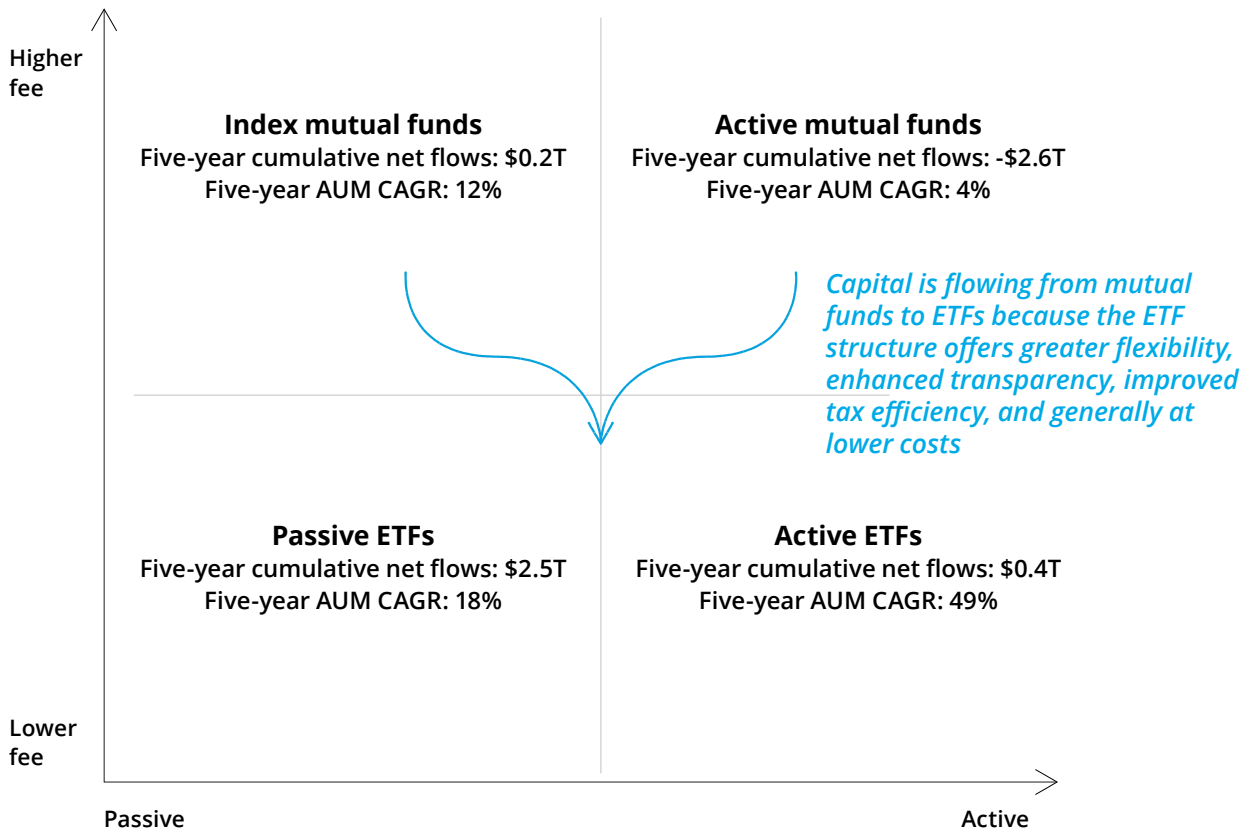 Higher
fee
Index mutual funds
Five-year cumulative net flows: $0.2T
Five-year AUM CAGR: 12%
Active mutual funds
Five-year cumulative net flows: -$2.6T
Five-year AUM CAGR: 4%
Capital is flowing from mutual
funds to ETFs because the ETF
structure offers greater flexibility,
enhanced transparency, improved
tax efficiency, and generally at
lower costs
Passive ETFs
Five-year cumulative net flows: $2.5T
Five-year AUM CAGR: 18%
Active ETFs
Five-year cumulative net flows: $0.4T
Five-year AUM CAGR: 49%
Lower
fee
Passive
Active